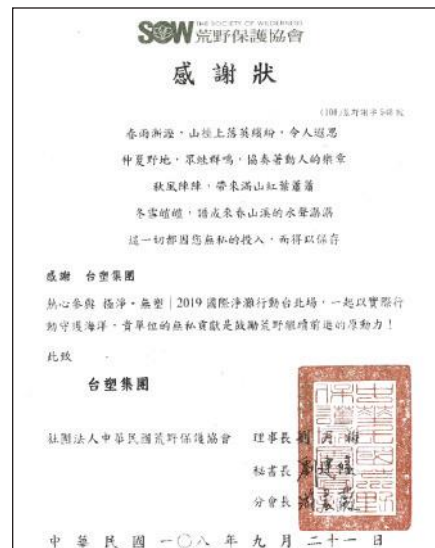 SOW THE SOCIETY OF WILDERNESS
荒野保護協會
感謝狀
春雨漸瀝,山徑上落英繽紛,令人遐思
仲夏野地,眾蛙群鳴,協奏著動人的樂章
秋風陣陣,帶來滿山紅葉蕭蕭
冬雪皚皚,譜成來春山溪的水聲潺潺
這一切都因您無私的投入,而得以保存
感謝 台塑集團
熱心參與 極淨・無塑|2019國際淨灘行動台北場,一起以實際行
動守護海洋,貴單位的無私貢獻是鼓勵荒野繼續前進的原動力!
此致
台塑集團
社團法人中華民國荒野保護協會 理事長
秘書長
分會長
中華民國一〇八年九月二十一日